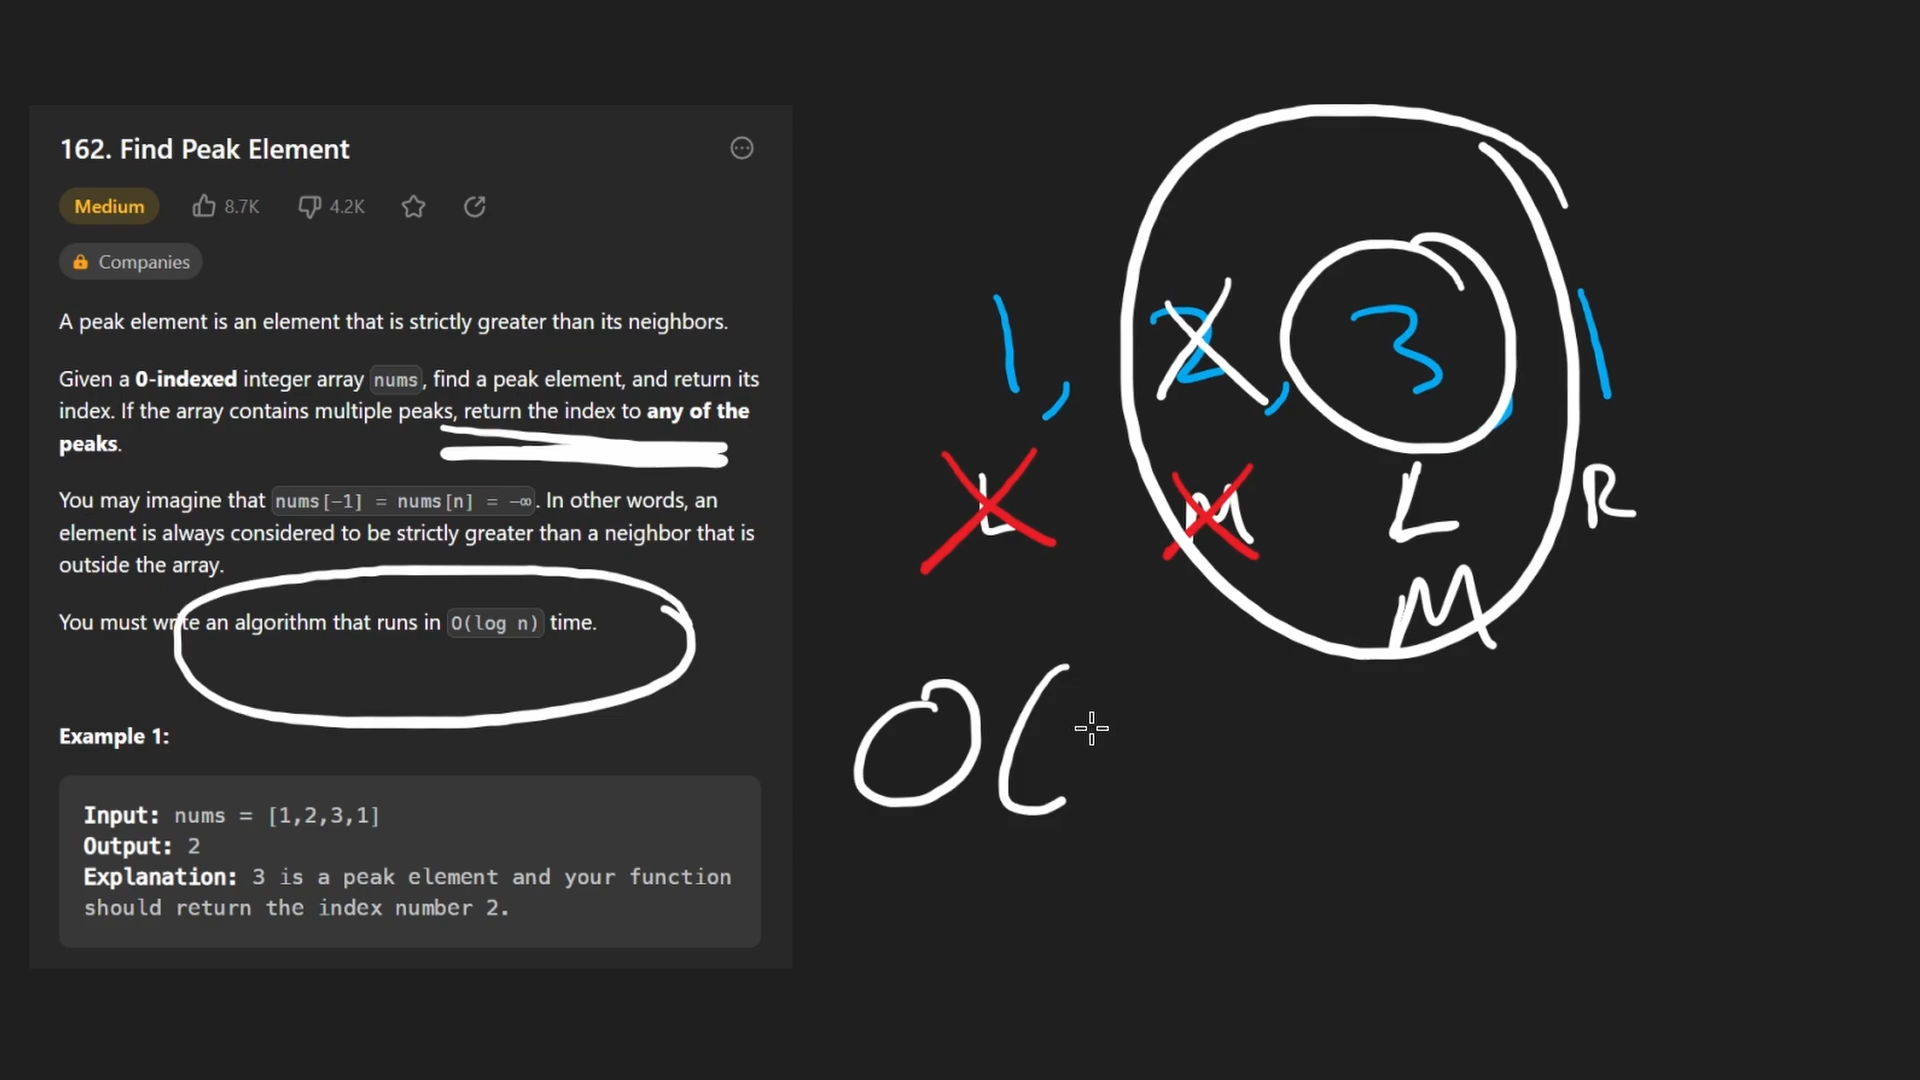 162. Find Peak Element
Medium 8.7K 4.2K
Companies
A peak element is an element that is strictly greater than its neighbors.
Given a 0-indexed integer array nums, find a peak element, and return its
index. If the array contains multiple peaks, return the index to any of the
peaks.
You may imagine that nums[-1] = nums[n] = -∞. In other words, an
element is always considered to be strictly greater than a neighbor that is
outside the array.
You must write an algorithm that runs in O(log n) time.
Example 1:
Input: nums = [1,2,3,1]
Output: 2
Explanation: 3 is a peak element and your function
should return the index number 2.
1, 2, 3, 1
L M L R
M
O(